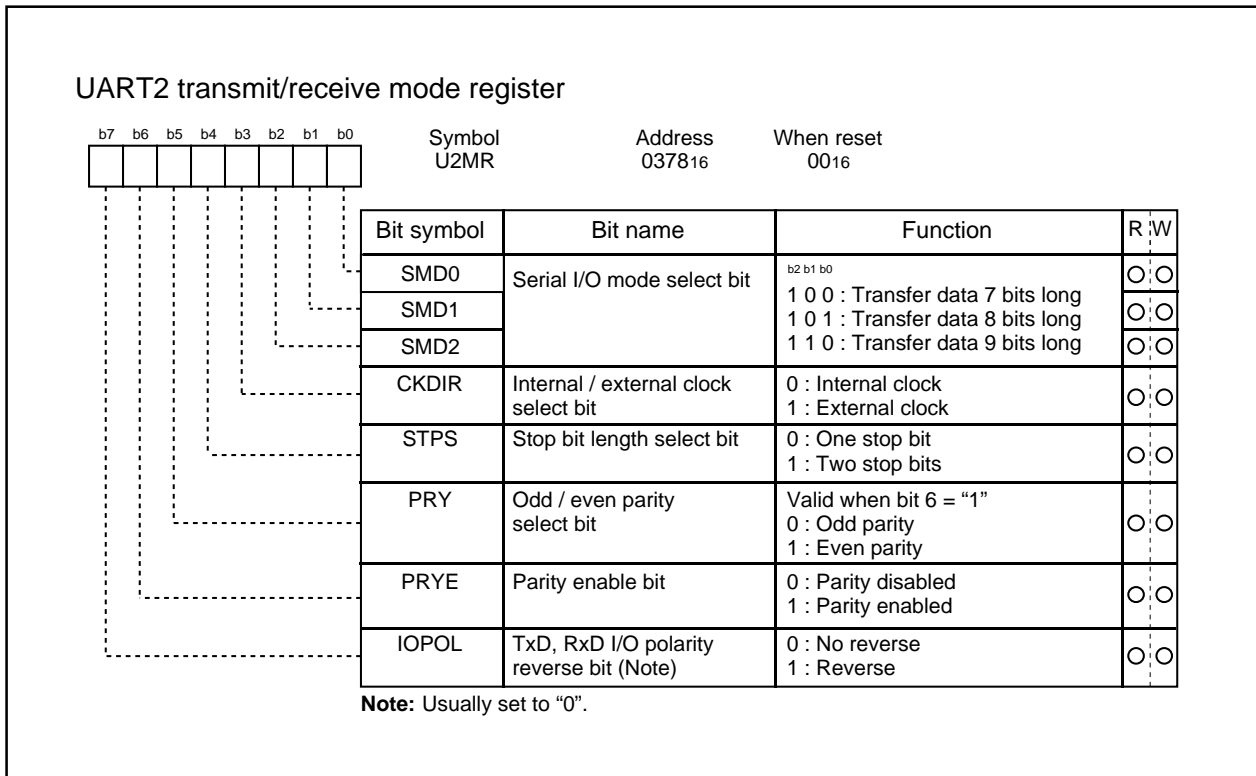 UART2 transmit/receive mode register
b7 b6 b5 b4 b3 b2 b1 b0
Symbol Address When reset
U2MR 037816 0016
Bit symbol Bit name Function R W
SMD0 Serial I/O mode select bit b2 b1 b0
1 0 0 : Transfer data 7 bits long
SMD1 1 0 1 : Transfer data 8 bits long
SMD2 1 1 0 : Transfer data 9 bits long
CKDIR Internal / external clock 0 : Internal clock
select bit 1 : External clock
STPS Stop bit length select bit 0 : One stop bit
1 : Two stop bits
PRY Odd / even parity Valid when bit 6 = “1”
select bit 0 : Odd parity
1 : Even parity
PRYE Parity enable bit 0 : Parity disabled
1 : Parity enabled
IOPOL TxD, RxD I/O polarity 0 : No reverse
reverse bit (Note) 1 : Reverse
Note: Usually set to “0”.